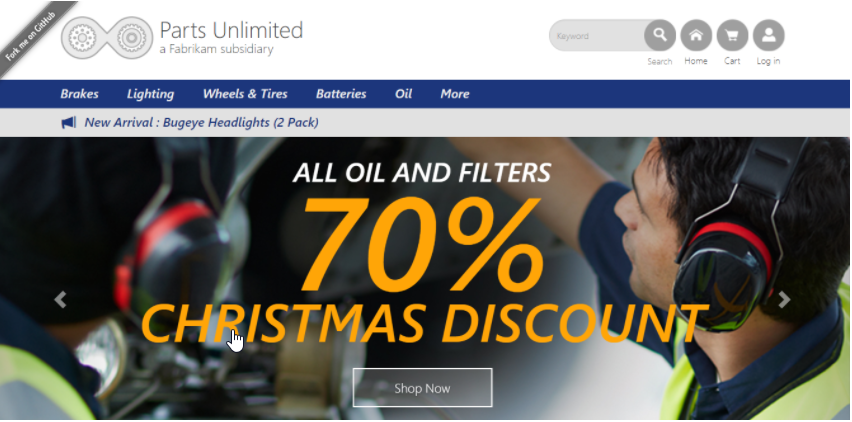 Fork me on GitHub
Parts Unlimited
a Fabrikam subsidiary
Keyword
Search Home Cart Log in
Brakes Lighting Wheels & Tires Batteries Oil More
New Arrival : Bugeye Headlights (2 Pack)
ALL OIL AND FILTERS
70%
CHRISTMAS DISCOUNT
Shop Now